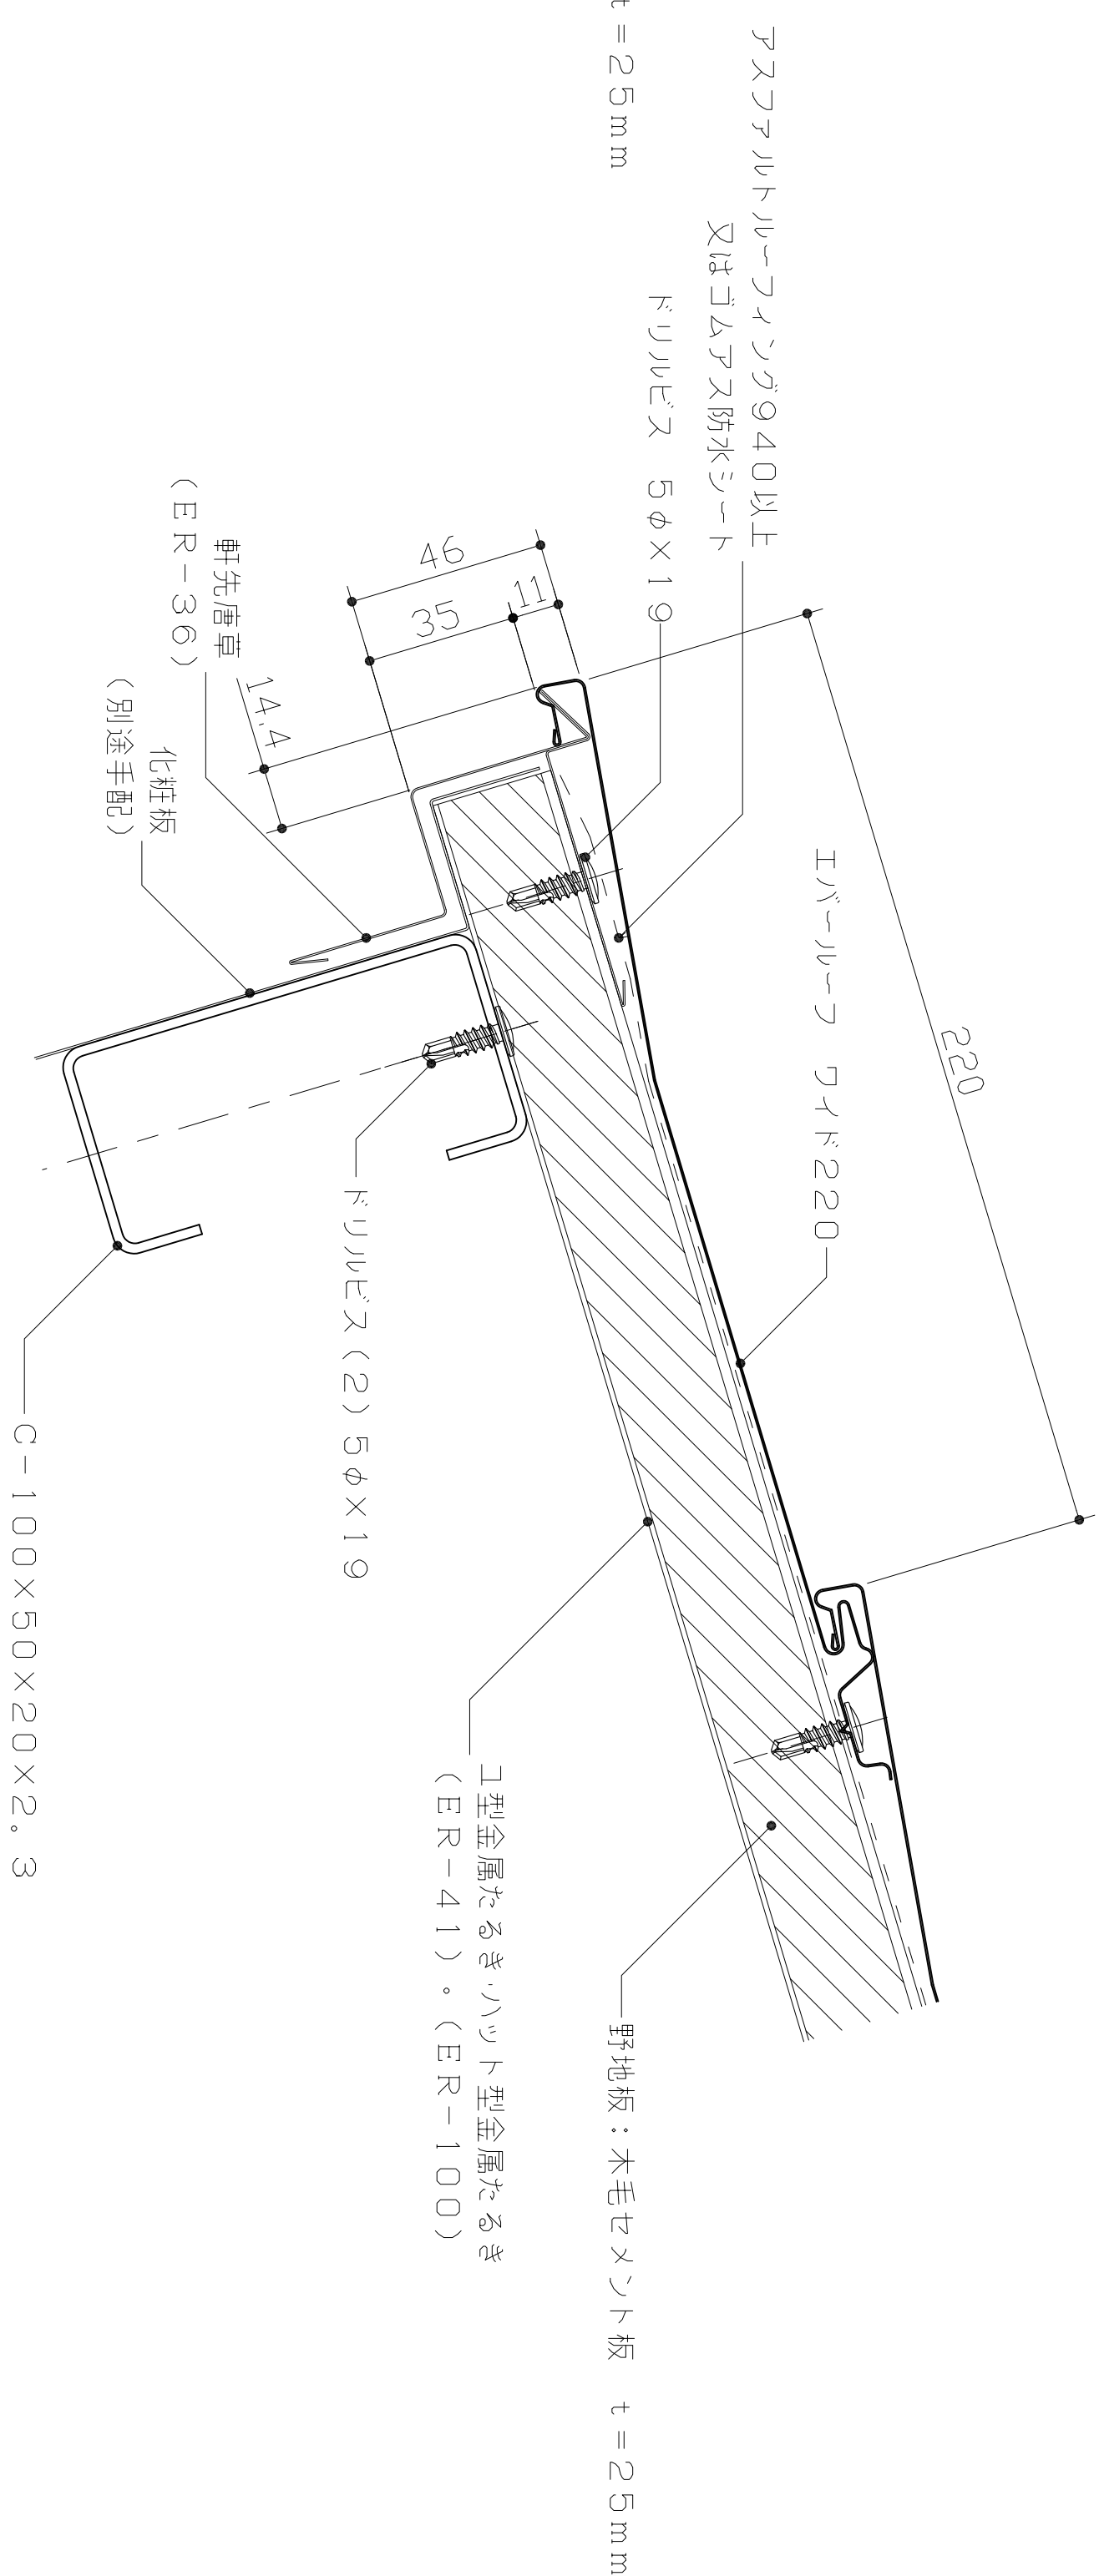 アスファルトルーフィング940以上
又はゴムアス防水シート
ドリルビス 5φ×19
t=25mm
エバールーフ ワイド220
220
46
11
35
14.4
軒先唐草
(ER-36)
化粧板
(別途手配)
ドリルビス(2)5φ×19
C-100×50×20×2。3
コ型金属たるき・ハット型金属たるき
(ER-41)。(ER-100)
野地板:木毛セメント板 t=25mm